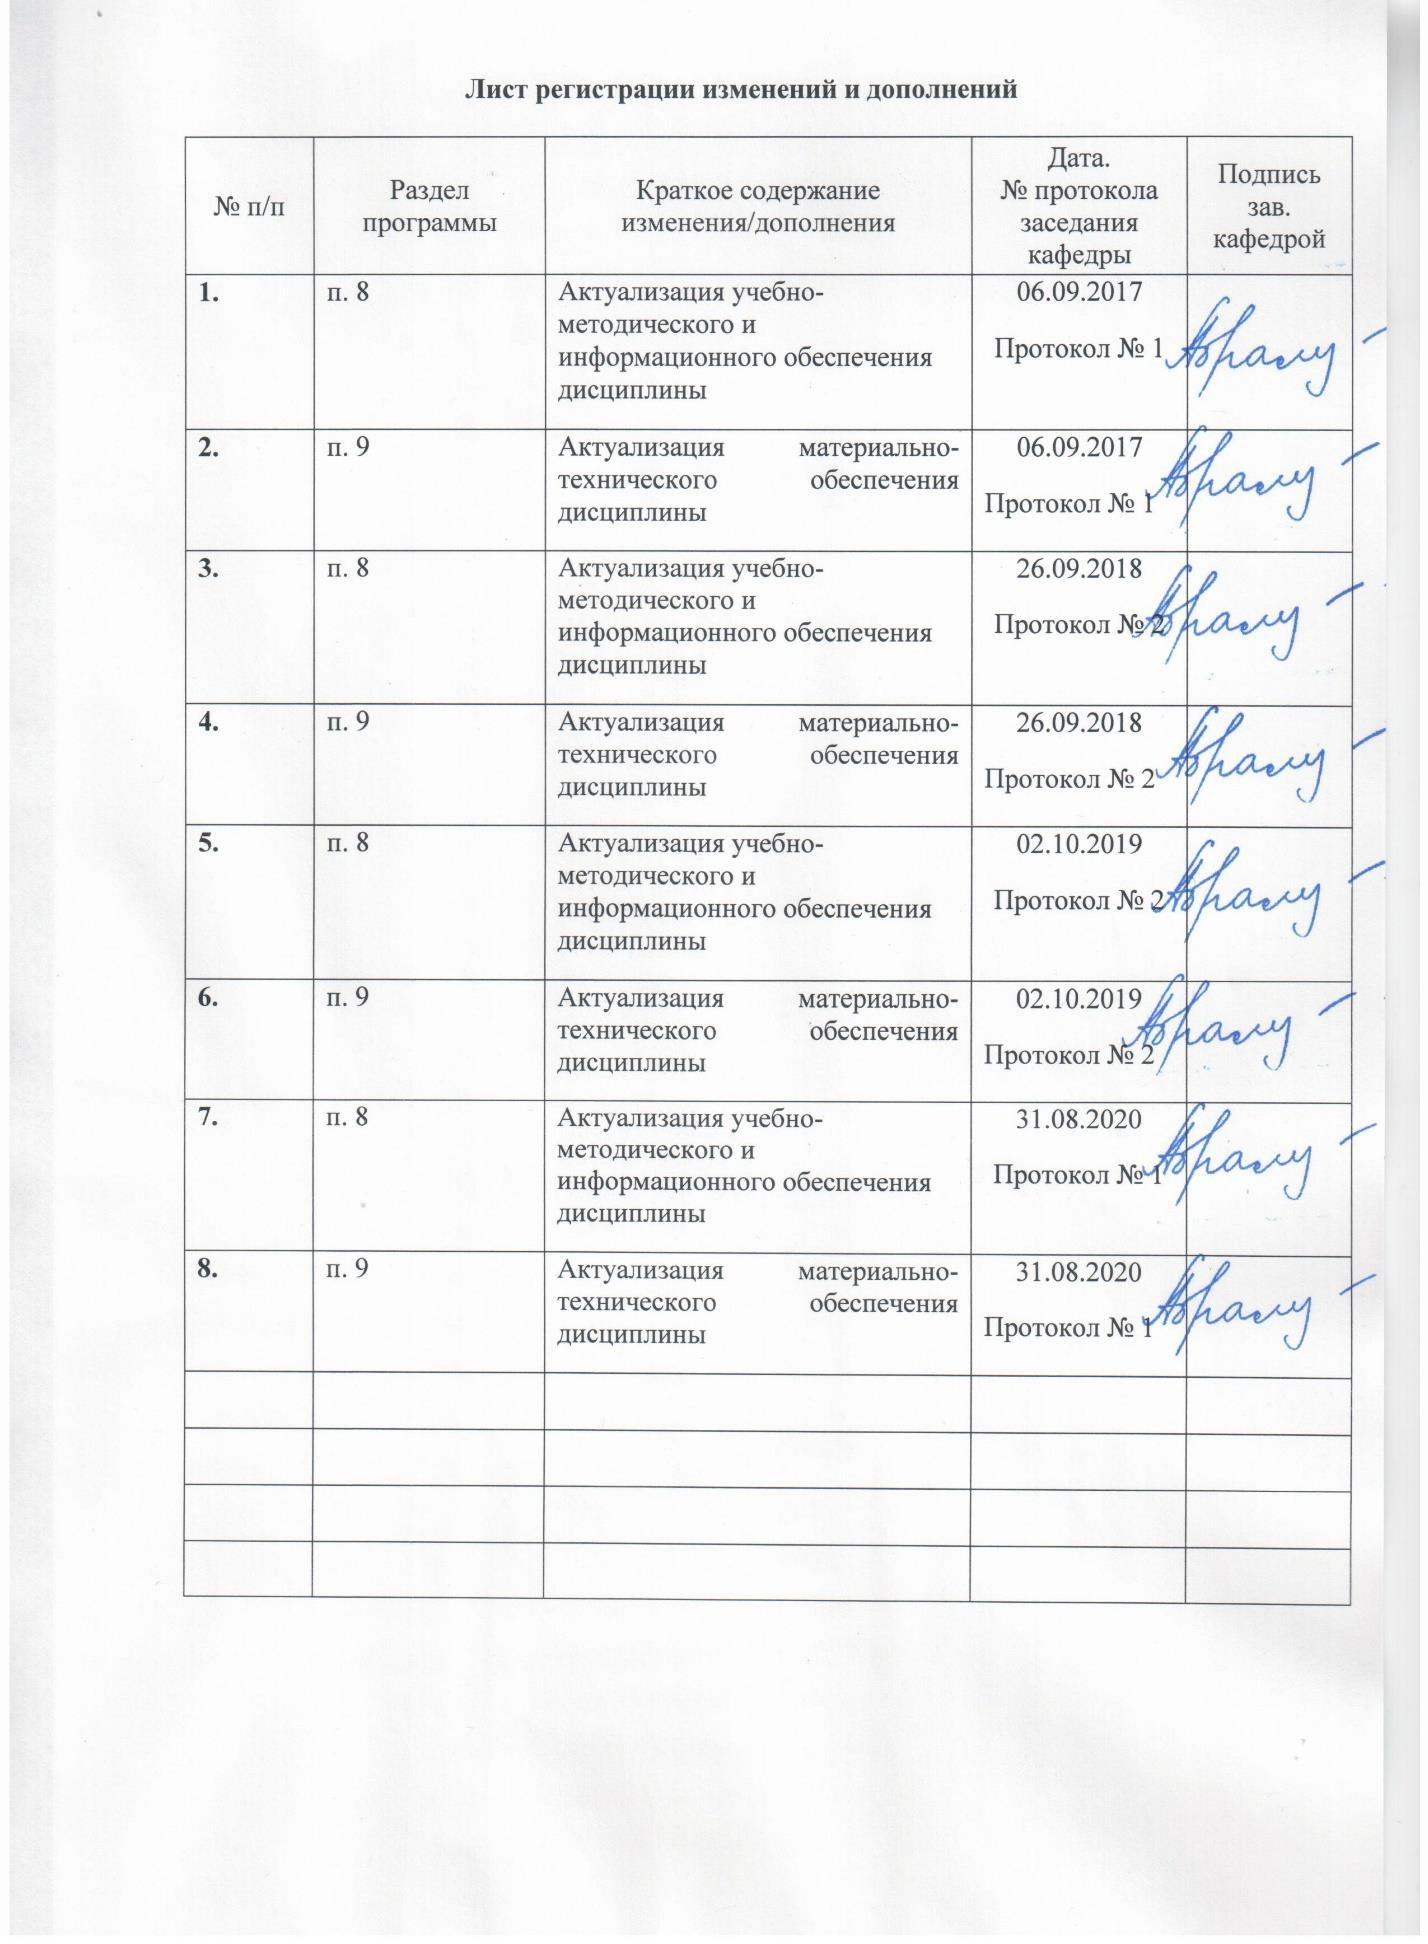 Лист регистрации изменений и дополнений
№ п/п
Раздел
программы
Краткое содержание
изменения/дополнения
Дата.
№ протокола
заседания
кафедры
Подпись
зав.
кафедрой
1.
п. 8
Актуализация учебно-
методического и
информационного обеспечения
дисциплины
06.09.2017
Протокол № 1
2.
п. 9
Актуализация материально-
технического обеспечения
дисциплины
06.09.2017
Протокол № 1
3.
п. 8
Актуализация учебно-
методического и
информационного обеспечения
дисциплины
26.09.2018
Протокол № 2
4.
п. 9
Актуализация материально-
технического обеспечения
дисциплины
26.09.2018
Протокол № 2
5.
п. 8
Актуализация учебно-
методического и
информационного обеспечения
дисциплины
02.10.2019
Протокол № 2
6.
п. 9
Актуализация материально-
технического обеспечения
дисциплины
02.10.2019
Протокол № 2
7.
п. 8
Актуализация учебно-
методического и
информационного обеспечения
дисциплины
31.08.2020
Протокол № 1
8.
п. 9
Актуализация материально-
технического обеспечения
дисциплины
31.08.2020
Протокол № 1